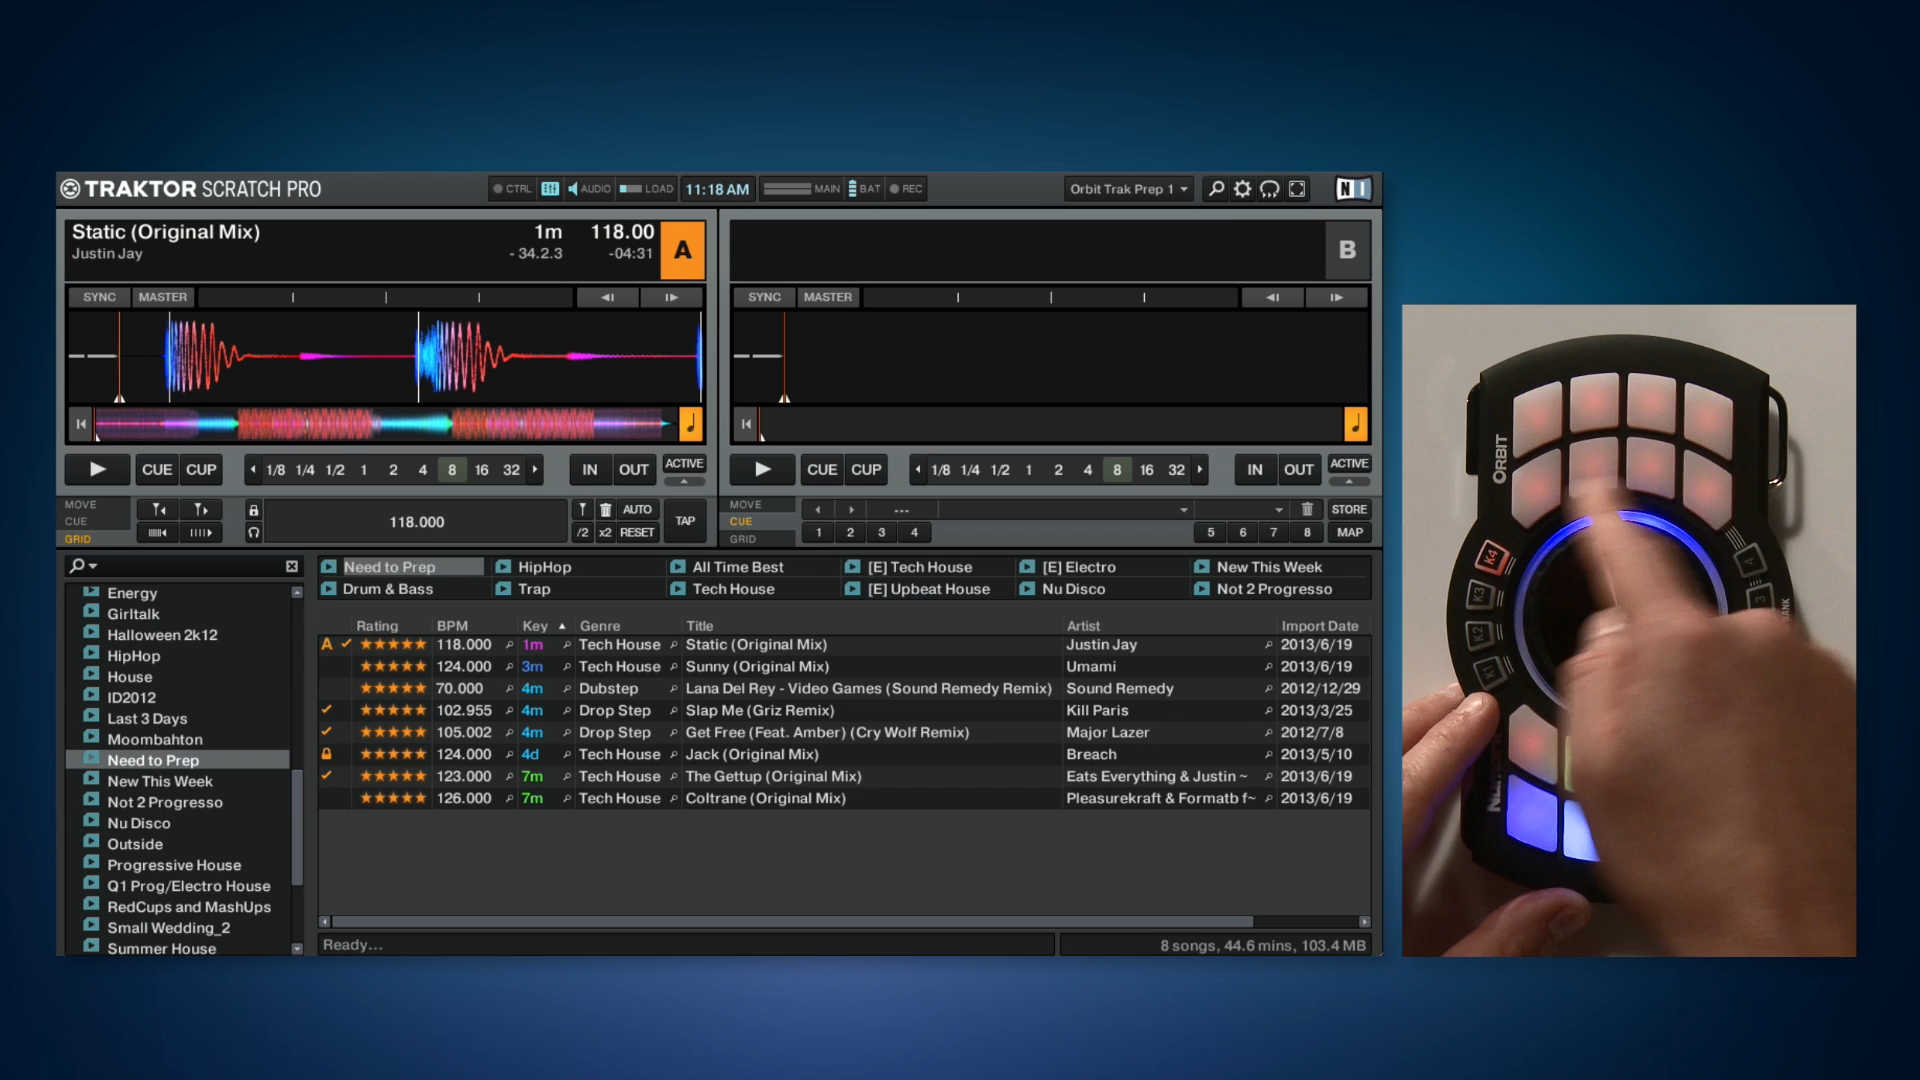 TRAKTOR SCRATCH PRO
CTRL AUDIO LOAD 11:18 AM MAIN BAT REC
Orbit Trak Prep 1
Static (Original Mix) 1m 118.00 A
Justin Jay - 34.2.3 -04:31
B
SYNC MASTER
SYNC MASTER
CUE CUP 1/8 1/4 1/2 1 2 4 8 16 32 IN OUT ACTIVE
CUE CUP 1/8 1/4 1/2 1 2 4 8 16 32 IN OUT ACTIVE
MOVE
CUE
GRID
118.000
AUTO
/2 x2 RESET
TAP
MOVE
CUE
GRID
---
STORE
1 2 3 4 5 6 7 8 MAP
Need to Prep HipHop All Time Best [E] Tech House [E] Electro New This Week
Drum & Bass Trap Tech House [E] Upbeat House Nu Disco Not 2 Progresso
Energy
Girltalk
Halloween 2k12
HipHop
House
ID2012
Last 3 Days
Moombahton
Need to Prep
New This Week
Not 2 Progresso
Nu Disco
Outside
Progressive House
Q1 Prog/Electro House
RedCups and MashUps
Small Wedding_2
Summer House
Rating BPM Key Genre Title Artist Import Date
A 118.000 1m Tech House Static (Original Mix) Justin Jay 2013/6/19
124.000 3m Tech House Sunny (Original Mix) Umami 2013/6/19
70.000 4m Dubstep Lana Del Rey - Video Games (Sound Remedy Remix) Sound Remedy 2012/12/29
102.955 4m Drop Step Slap Me (Griz Remix) Kill Paris 2013/3/25
105.002 4m Drop Step Get Free (Feat. Amber) (Cry Wolf Remix) Major Lazer 2012/7/8
124.000 4d Tech House Jack (Original Mix) Breach 2013/5/10
123.000 7m Tech House The Gettup (Original Mix) Eats Everything & Justin ~ 2013/6/19
126.000 7m Tech House Coltrane (Original Mix) Pleasurekraft & Formatb f~ 2013/6/19
Ready...
8 songs, 44.6 mins, 103.4 MB
ORBIT
K4
K3
K2
K1
4
3